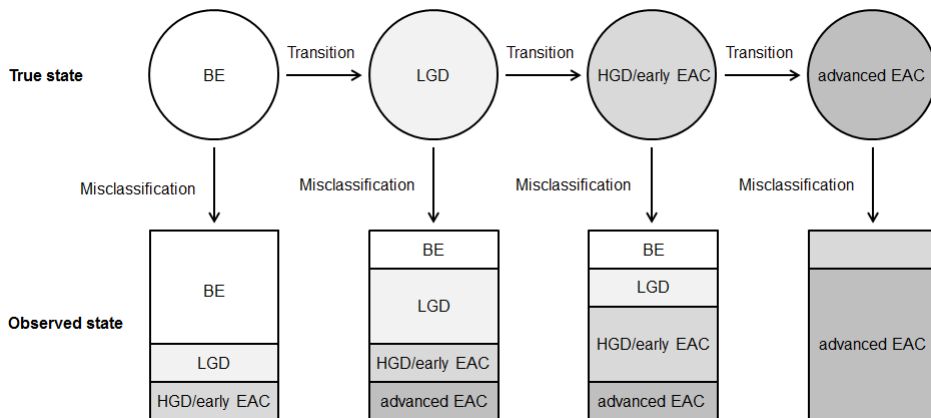 Transition
Transition
Transition
True state
BE
LGD
HGD/early EAC
advanced EAC
Misclassification
Misclassification
Misclassification
Misclassification
Observed state
BE
LGD
HGD/early EAC
BE
LGD
HGD/early EAC
advanced EAC
BE
LGD
HGD/early EAC
advanced EAC
advanced EAC